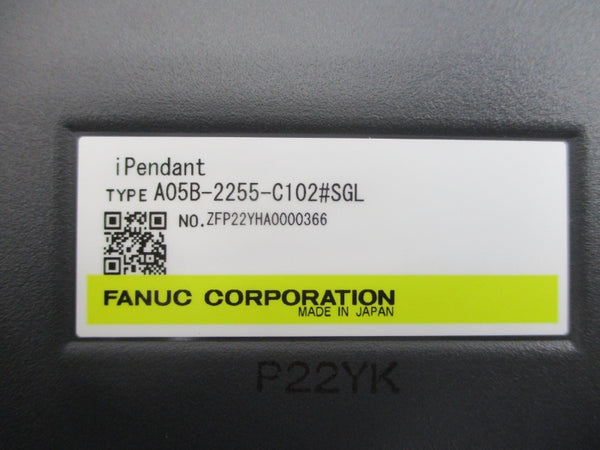 iPendant
TYPE A05B-2255-C102#SGL
NO.ZFP22YHA0000366
FANUC CORPORATION
MADE IN JAPAN
P22YK